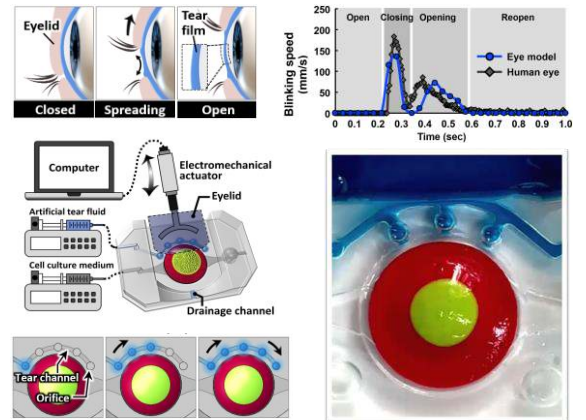 Eyelid
Tear
film
Closed
Spreading
Open
Blinking speed
(mm/s)
250
200
150
100
50
0
Open
Closing
Opening
Reopen
Eye model
Human eye
0 0.1 0.2 0.3 0.4 0.5 0.6 0.7 0.8 0.9 1.0
Time (sec)
Computer
Electromechanical
actuator
Eyelid
Artificial tear fluid
Cell culture medium
Drainage channel
Tear channel
Orifice